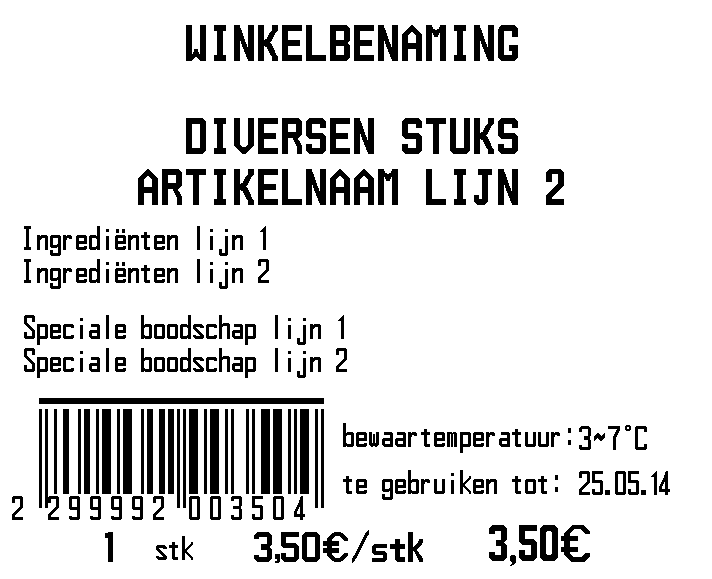 WINKELBENAMING
DIVERSEN STUKS
ARTIKELNAAM LIJN 2
Ingrediënten lijn 1
Ingrediënten lijn 2
Speciale boodschap lijn 1
Speciale boodschap lijn 2
bewaartemperatuur:3~7°C
te gebruiken tot: 25.05.14
2 299992 003504
1 stk 3,50€/stk 3,50€